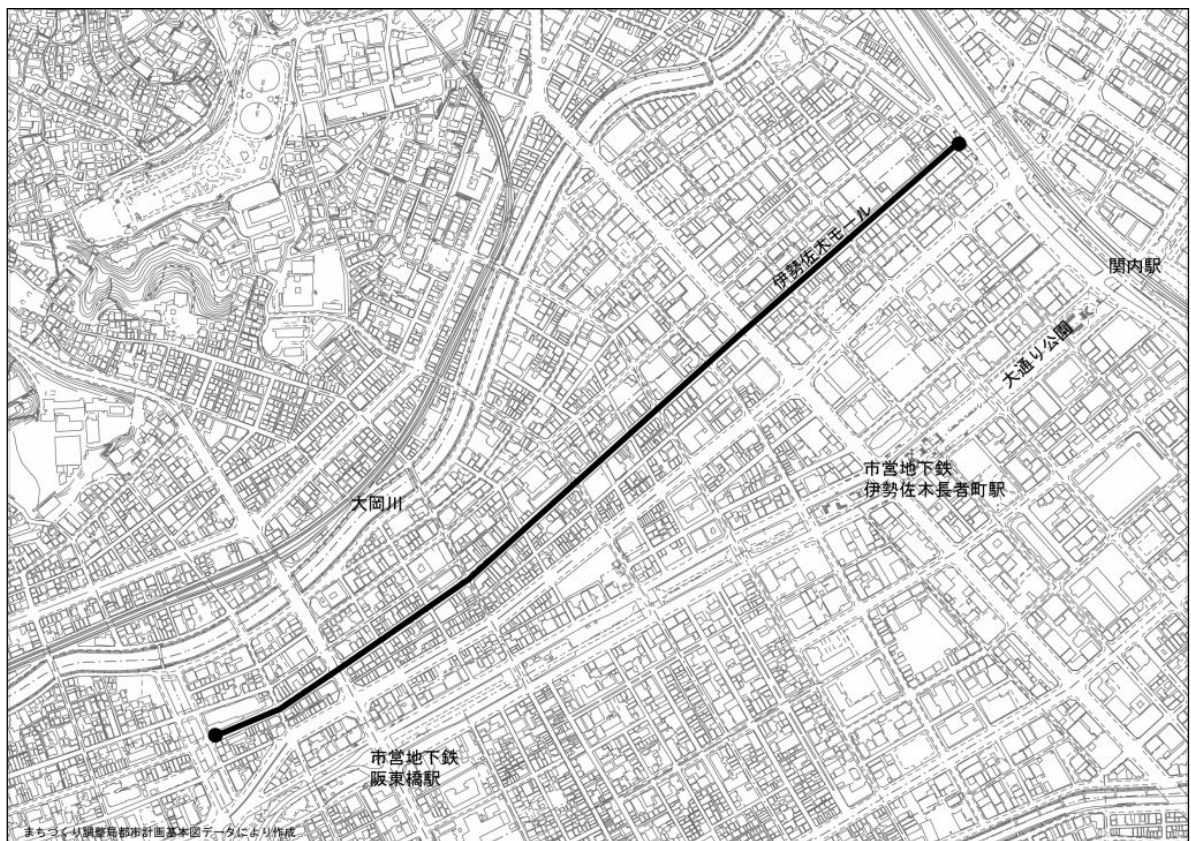 伊勢佐木モール
関内駅
大通り公園
市営地下鉄
伊勢佐木長者町駅
大岡川
市営地下鉄
阪東橋駅
まちづくり調整局都市計画基本図データにより作成